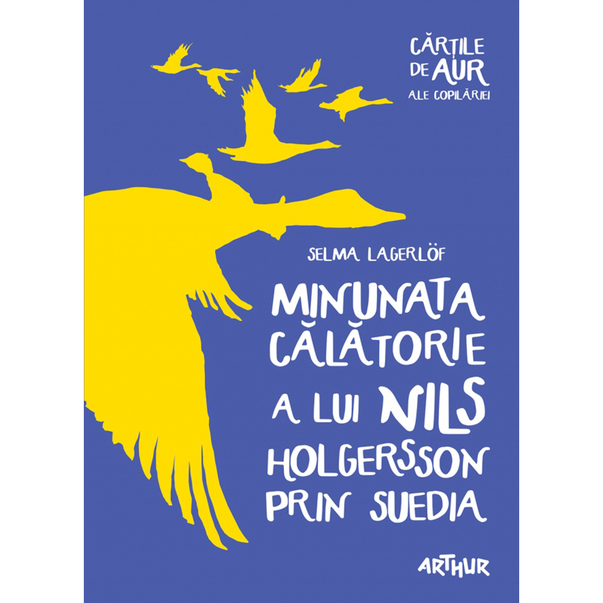 CĂRȚILE
DE AUR
ALE COPILĂRIEI
SELMA LAGERLÖF
MINUNATA
CĂLĂTORIE
A LUI NILS
HOLGERSSON
PRIN SUEDIA
ARTHUR